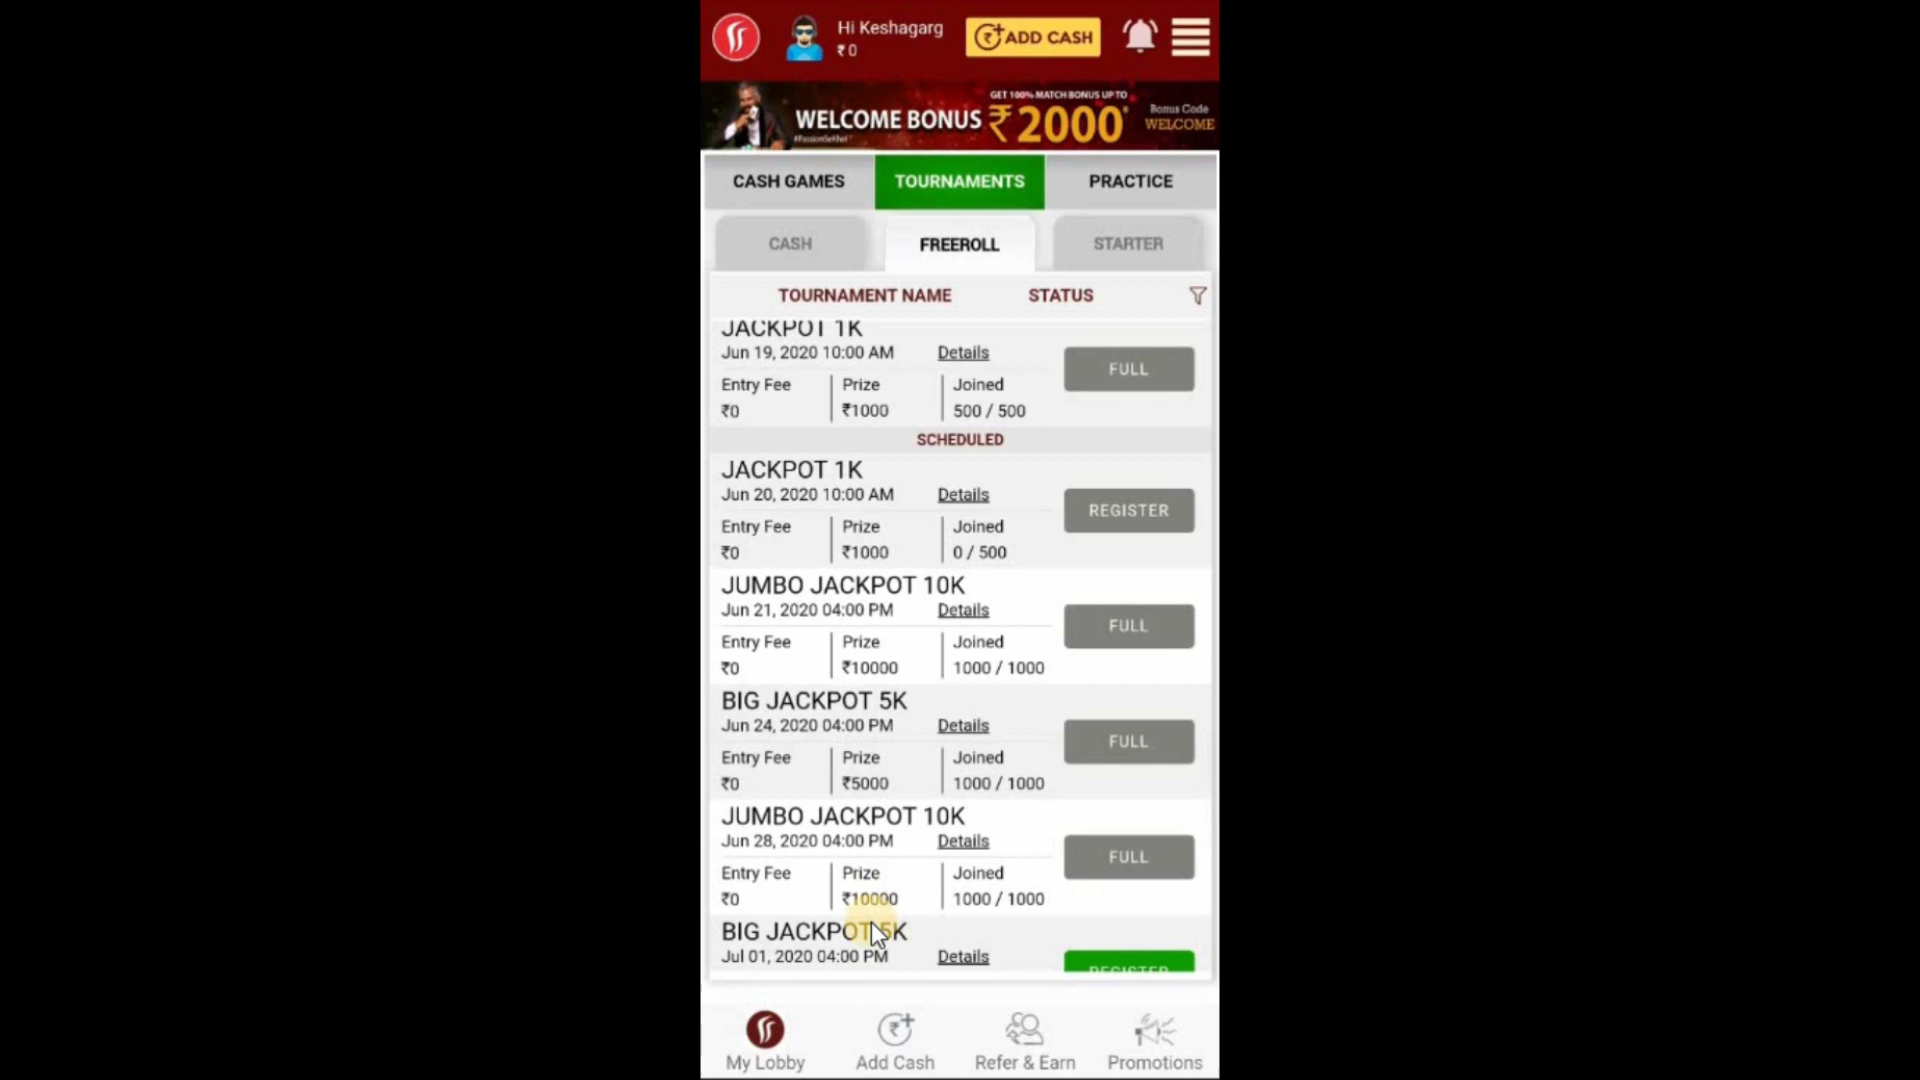 Hi Keshagarg
₹ 0
ADD CASH
WELCOME BONUS
GET 100% MATCH BONUS UP TO
₹2000*
Bonus Code
WELCOME
#PassionSeKhel
CASH GAMES
TOURNAMENTS
PRACTICE
CASH
FREEROLL
STARTER
TOURNAMENT NAME
STATUS
JACKPOT 1K
Jun 19, 2020 10:00 AM Details
FULL
Entry Fee Prize Joined
₹0 ₹1000 500 / 500
SCHEDULED
JACKPOT 1K
Jun 20, 2020 10:00 AM Details
REGISTER
Entry Fee Prize Joined
₹0 ₹1000 0 / 500
JUMBO JACKPOT 10K
Jun 21, 2020 04:00 PM Details
FULL
Entry Fee Prize Joined
₹0 ₹10000 1000 / 1000
BIG JACKPOT 5K
Jun 24, 2020 04:00 PM Details
FULL
Entry Fee Prize Joined
₹0 ₹5000 1000 / 1000
JUMBO JACKPOT 10K
Jun 28, 2020 04:00 PM Details
FULL
Entry Fee Prize Joined
₹0 ₹10000 1000 / 1000
BIG JACKPOT 5K
Jul 01, 2020 04:00 PM Details
REGISTER
My Lobby
Add Cash
Refer & Earn
Promotions